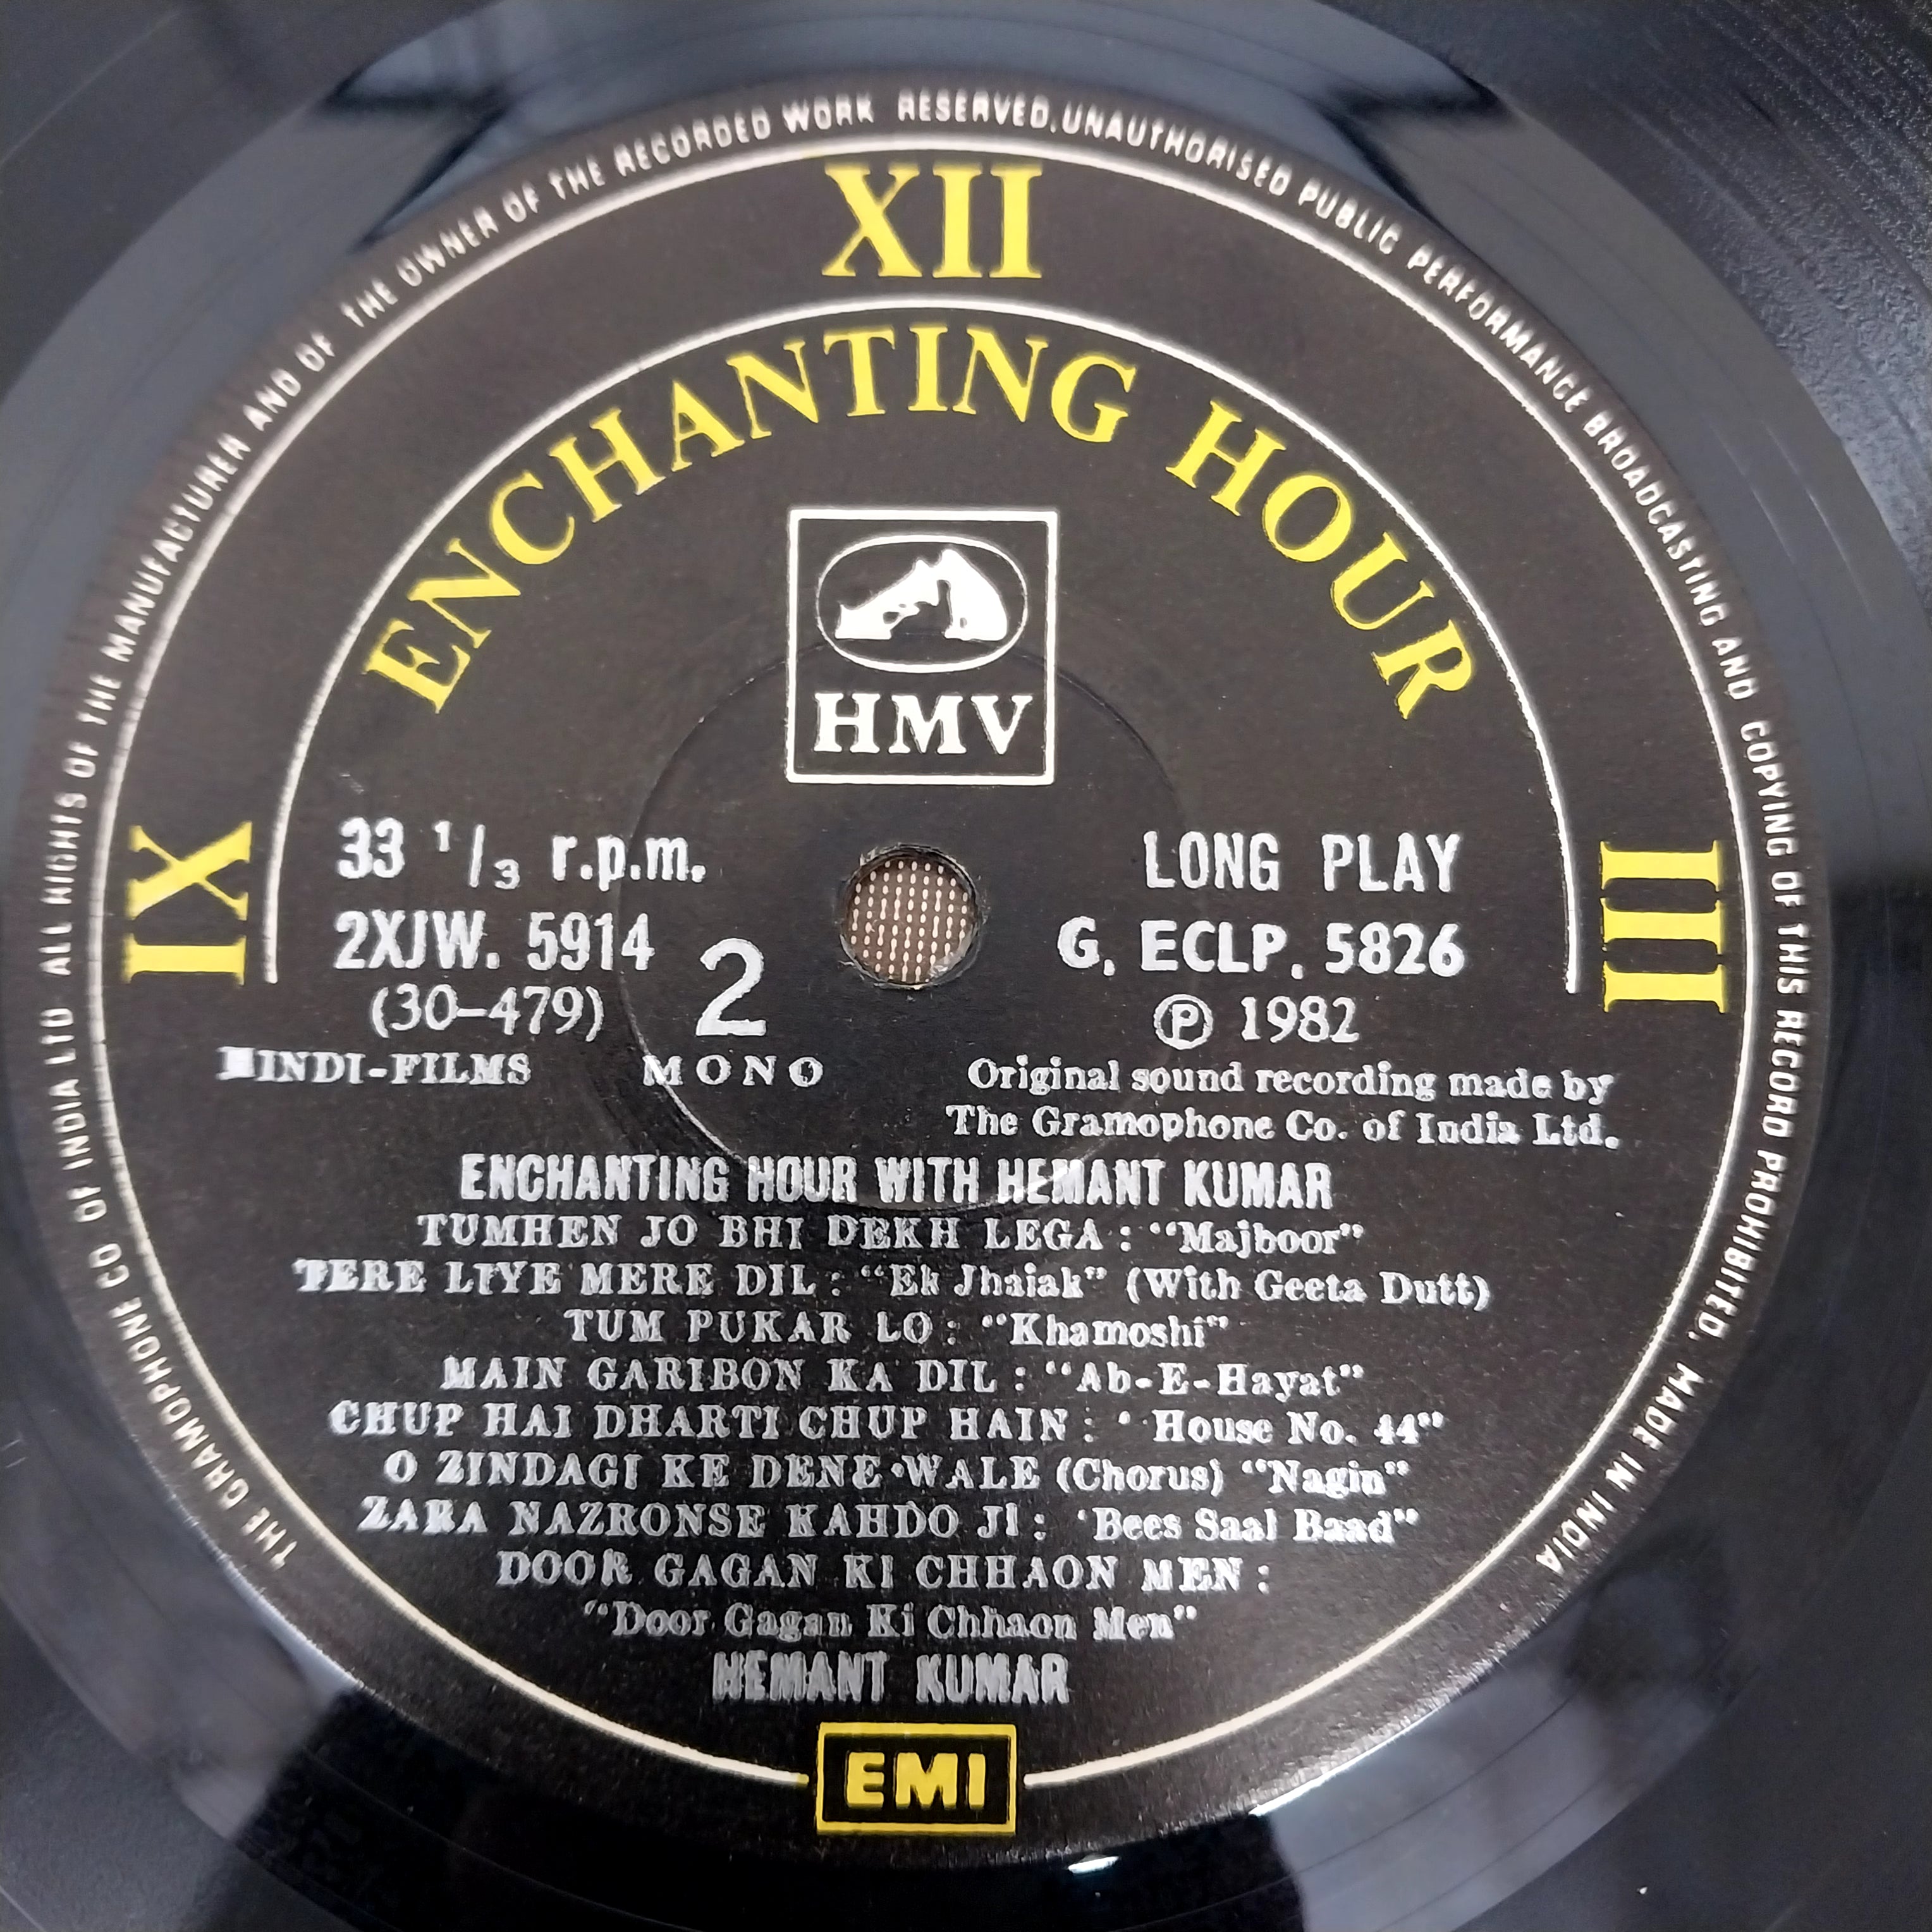 THE GRAMOPHONE CO OF INDIA LTD ALL RIGHTS OF THE MANUFACTURER AND OF THE OWNER OF THE RECORDED WORK RESERVED. UNAUTHORISED PUBLIC PERFORMANCE BROADCASTING AND COPYING OF THIS RECORD PROHIBITED. MADE IN INDIA
XII
ENCHANTING HOUR
HMV
IX
III
33 1/3 r.p.m.
LONG PLAY
2XJW. 5914
2
G. ECLP. 5826
(30-479)
℗ 1982
HINDI-FILMS
MONO
Original sound recording made by
The Gramophone Co. of India Ltd.
ENCHANTING HOUR WITH HEMANT KUMAR
TUMHEN JO BHI DEKH LEGA : "Majboor"
TERE LIYE MERE DIL : "Ek Jhalak" (With Geeta Dutt)
TUM PUKAR LO : "Khamoshi"
MAIN GARIBON KA DIL : "Ab-E-Hayat"
CHUP HAI DHARTI CHUP HAIN : "House No. 44"
O ZINDAGI KE DENE-WALE (Chorus) "Nagin"
ZARA NAZRONSE KAHDO JI : 'Bees Saal Baad"
DOOR GAGAN KI CHHAON MEN :
"Door Gagan Ki Chhaon Men"
HEMANT KUMAR
EMI